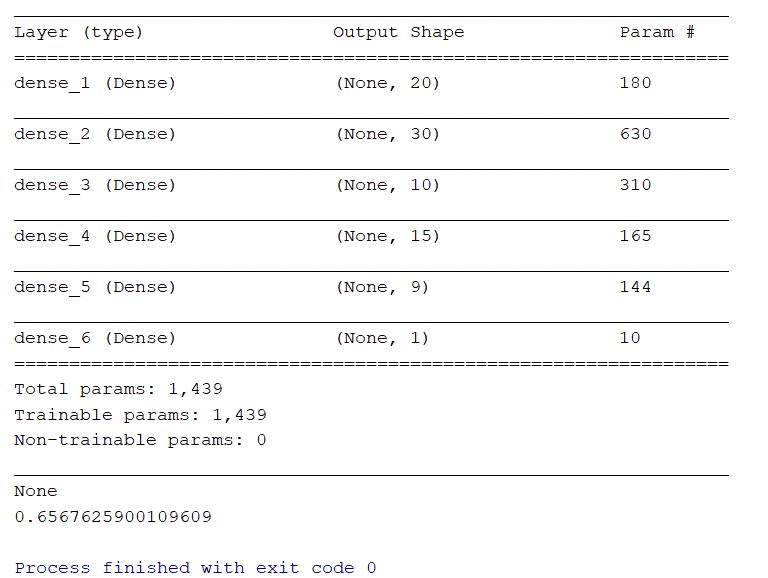 Layer (type) Output Shape Param #
=================================================================
dense_1 (Dense) (None, 20) 180
dense_2 (Dense) (None, 30) 630
dense_3 (Dense) (None, 10) 310
dense_4 (Dense) (None, 15) 165
dense_5 (Dense) (None, 9) 144
dense_6 (Dense) (None, 1) 10
=================================================================
Total params: 1,439
Trainable params: 1,439
Non-trainable params: 0
None
0.6567625900109609
Process finished with exit code 0